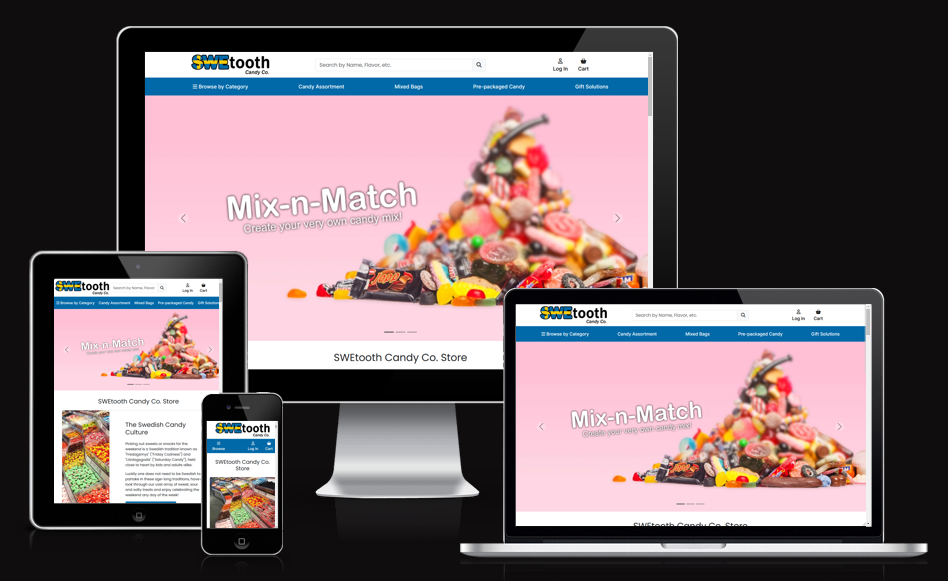 SWEtooth
Candy Co.
Search by Name, Flavor, etc.
Log In
Cart
Browse by Category
Candy Assortment
Mixed Bags
Pre-packaged Candy
Gift Solutions
Mix-n-Match
Create your very own candy mix!
SWEtooth Candy Co. Store
SWEtooth
Candy Co.
Search by Name, Flavor,
Log In
Cart
Browse by Category
Candy Assortment
Mixed Bags
Pre-packaged Candy
Gift Solutions
Mix-n-Match
Create your very own candy mix!
SWEtooth Candy Co. Store
The Swedish Candy
Culture
Picking out sweets or snacks for the
weekend is a Swedish tradition known as
"Fredagsmys" ("Friday Coziness") and
"Lördagsgodis" ("Saturday Candy"), held
close to heart by kids and adults alike.
Luckily one does not need to be Swedish to
partake in these age-long traditions, have
look through our vast array of sweet, sour
and salty treats and enjoy celebrating the
weekend any day of the week!
SWEtooth
Candy Co.
Browse
Log In
Cart
SWEtooth Candy Co.
Store
SWEtooth
Candy Co.
Search by Name, Flavor, etc.
Log In
Cart
Browse by Category
Candy Assortment
Mixed Bags
Pre-packaged Candy
Gift Solutions
Mix-n-Match
Create your very own candy mix!
SWEtooth Candy Co. Store